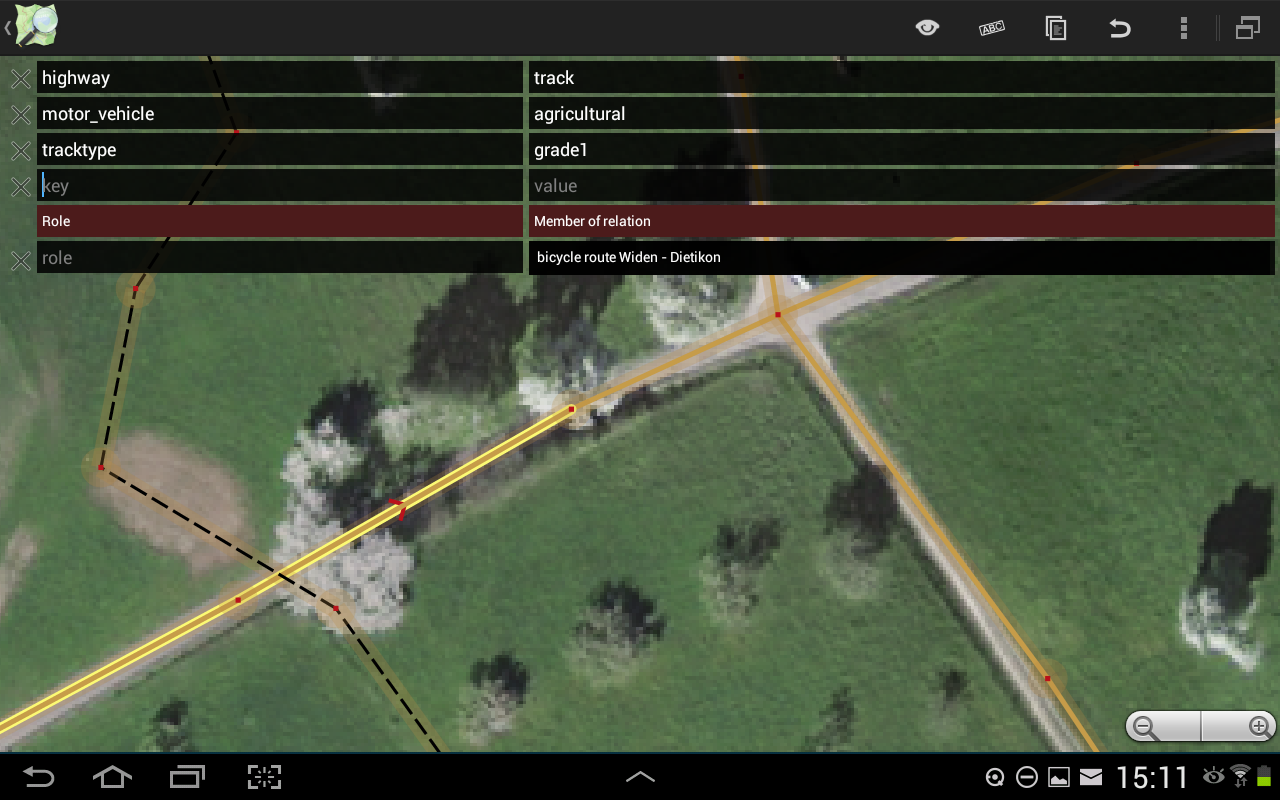 ABC
highway track
motor_vehicle agricultural
tracktype grade1
key value
Role Member of relation
role bicycle route Widen - Dietikon
15:11